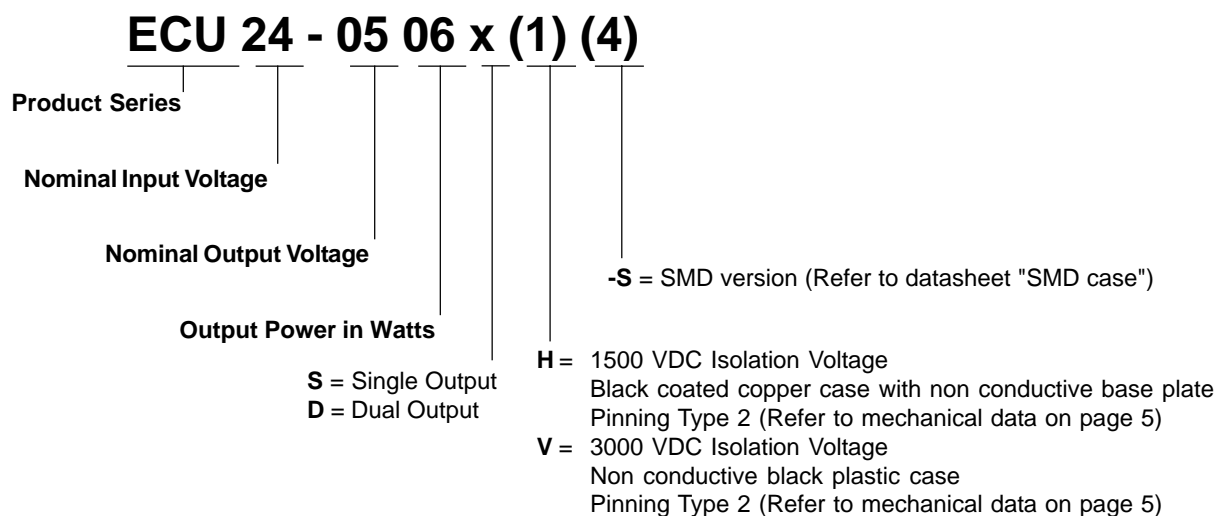 ECU 24 - 05 06 x (1) (4)
Product Series
Nominal Input Voltage
Nominal Output Voltage
-S = SMD version (Refer to datasheet "SMD case")
Output Power in Watts
S = Single Output
D = Dual Output
H = 1500 VDC Isolation Voltage
Black coated copper case with non conductive base plate
Pinning Type 2 (Refer to mechanical data on page 5)
V = 3000 VDC Isolation Voltage
Non conductive black plastic case
Pinning Type 2 (Refer to mechanical data on page 5)